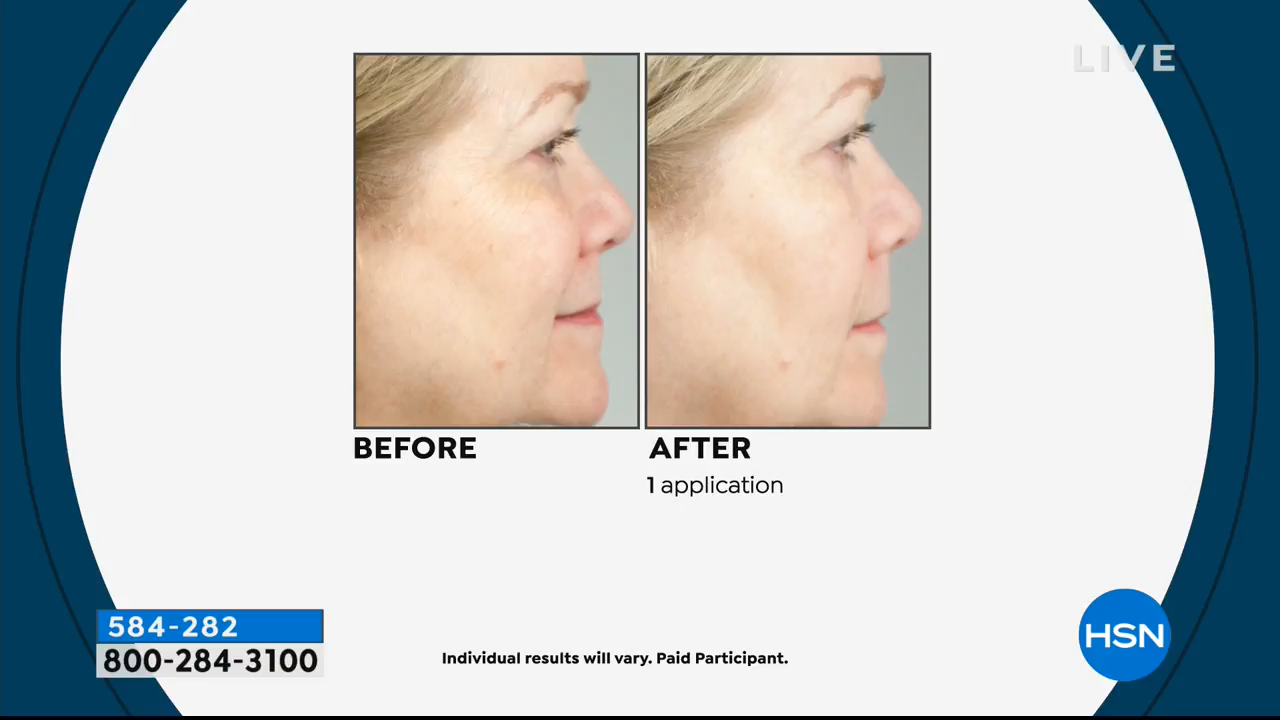 LIVE
BEFORE
AFTER
1 application
584-282
800-284-3100
Individual results will vary. Paid Participant.
HSN